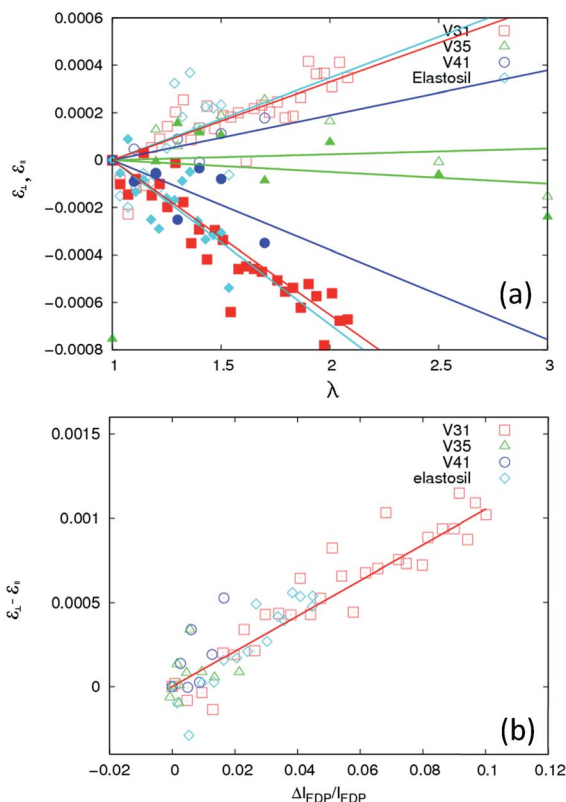 0.0006
0.0004
0.0002
0
-0.0002
-0.0004
-0.0006
-0.0008
ε⊥, ε∥
V31
V35
V41
Elastosil
(a)
1
1.5
2
2.5
3
λ
0.0015
0.001
0.0005
0
ε⊥- ε∥
V31
V35
V41
elastosil
(b)
-0.02
0
0.02
0.04
0.06
0.08
0.1
0.12
ΔIFDP/IFDP